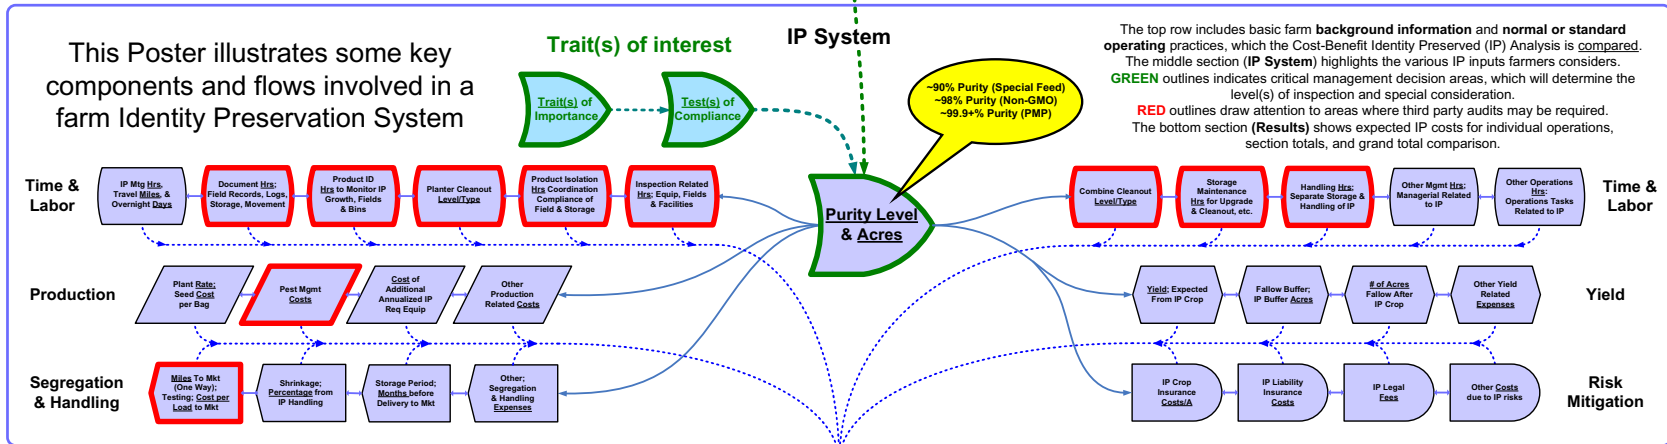 This Poster illustrates some key
components and flows involved in a
farm Identity Preservation System
Trait(s) of interest
IP System
The top row includes basic farm background information and normal or standard
operating practices, which the Cost-Benefit Identity Preserved (IP) Analysis is compared.
The middle section (IP System) highlights the various IP inputs farmers considers.
GREEN outlines indicates critical management decision areas, which will determine the
level(s) of inspection and special consideration.
RED outlines draw attention to areas where third party audits may be required.
The bottom section (Results) shows expected IP costs for individual operations,
section totals, and grand total comparison.
Trait(s) of
Importance
Test(s) of
Compliance
~90% Purity (Special Feed)
~98% Purity (Non-GMO)
~99.9+% Purity (PMP)
Time &
Labor
IP Mtg Hrs,
Travel Miles, &
Overnight Days
Document Hrs;
Field Records, Logs,
Storage, Movement
Product ID
Hrs to Monitor IP
Growth, Fields
& Bins
Planter Cleanout
Level/Type
Product Isolation
Hrs Coordination
Compliance of
Field & Storage
Inspection Related
Hrs; Equip, Fields
& Facilities
Purity Level
& Acres
Combine Cleanout
Level/Type
Storage
Maintenance
Hrs for Upgrade
& Cleanout, etc.
Handling Hrs;
Separate Storage &
Handling of IP
Other Mgmt Hrs;
Managerial Related
to IP
Other Operations
Hrs;
Operations Tasks
Related to IP
Time &
Labor
Production
Plant Rate;
Seed Cost
per Bag
Pest Mgmt
Costs
Cost of
Additional
Annualized IP
Req Equip
Other
Production
Related Costs
Yield; Expected
From IP Crop
Fallow Buffer;
IP Buffer Acres
# of Acres
Fallow After
IP Crop
Other Yield
Related
Expenses
Yield
Segregation
& Handling
Miles To Mkt
(One Way);
Testing; Cost per
Load to Mkt
Shrinkage;
Percentage from
IP Handling
Storage Period;
Months before
Delivery to Mkt
Other;
Segregation
& Handling
Expenses
IP Crop
Insurance
Costs/A
IP Liability
Insurance
Costs
IP Legal
Fees
Other Costs
due to IP risks
Risk
Mitigation